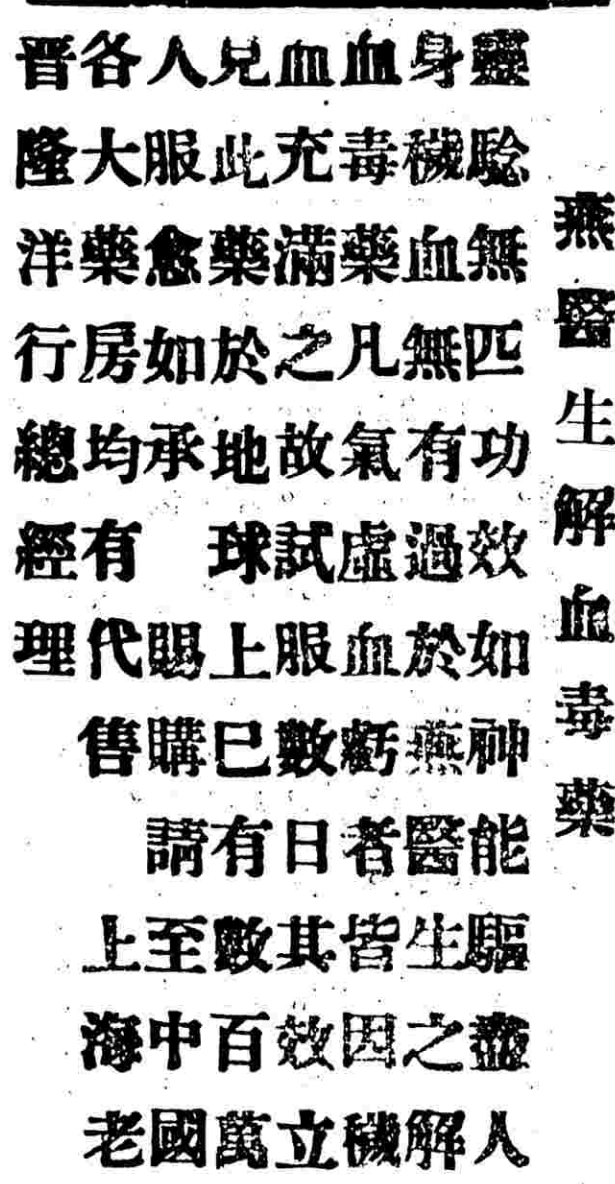 燕醫生解血毒藥
靈驗無匹功效如神能驅盡人
身穢血無有過於燕醫生之解
血毒藥凡氣虛血虧者皆因穢
血充滿之故試服數日其效立
見此藥於地球上已有數百萬
人服愈如承 賜購請至中國
各大藥房均有代售 上海老
晉隆洋行總經理